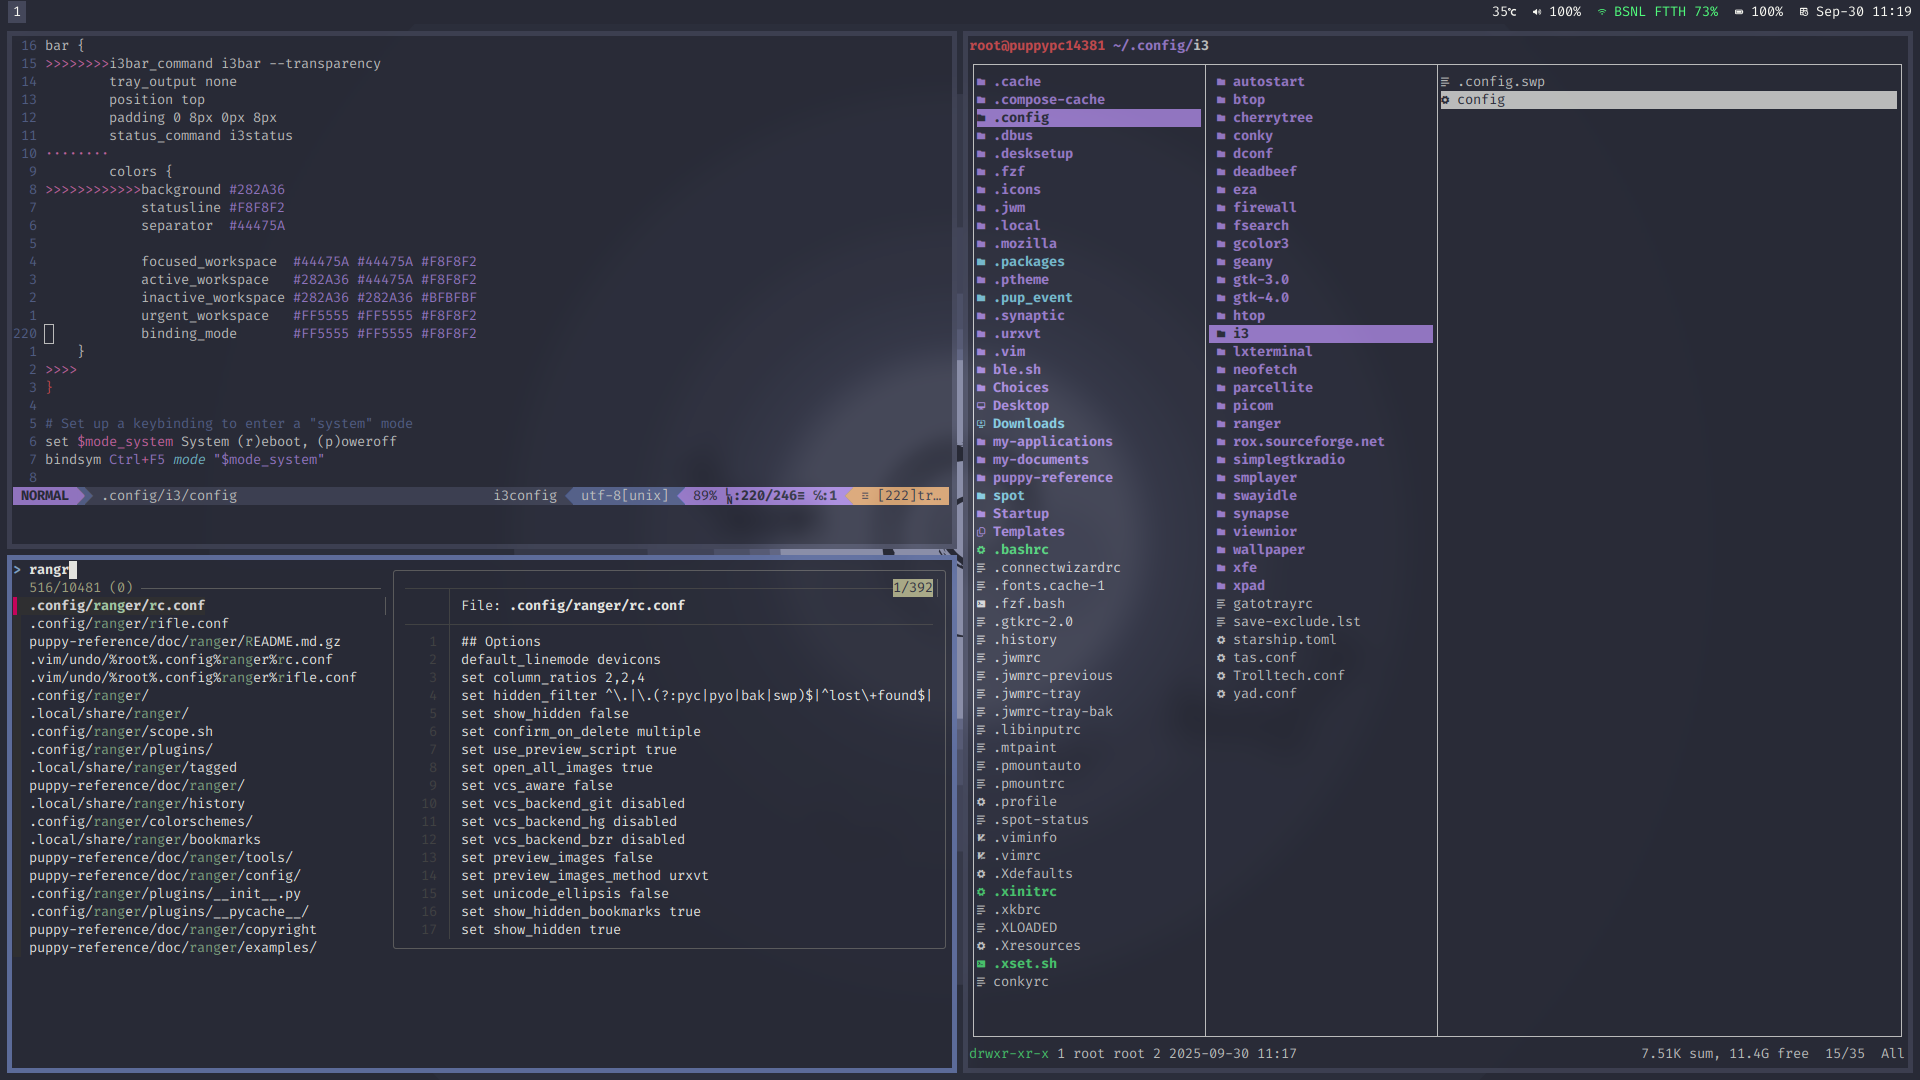 1
35℃ 100% BSNL FTTH 73% 100% Sep-30 11:19
16 bar {
15 >>>>>>>>i3bar_command i3bar --transparency
14 tray_output none
13 position top
12 padding 0 8px 0px 8px
11 status_command i3status
10 ········
9 colors {
8 >>>>>>>>>>>>background #282A36
7 statusline #F8F8F2
6 separator #44475A
5
4 focused_workspace #44475A #44475A #F8F8F2
3 active_workspace #282A36 #44475A #F8F8F2
2 inactive_workspace #282A36 #282A36 #BFBFBF
1 urgent_workspace #FF5555 #FF5555 #F8F8F2
220 binding_mode #FF5555 #FF5555 #F8F8F2
1 }
2 >>>>
3 }
4
5 # Set up a keybinding to enter a "system" mode
6 set $mode_system System (r)eboot, (p)oweroff
7 bindsym Ctrl+F5 mode "$mode_system"
8
NORMAL .config/i3/config i3config utf-8[unix] 89% :220/246≡ ℅:1 [222]tr…
> rangr
516/10481 (0)
.config/ranger/rc.conf
.config/ranger/rifle.conf
puppy-reference/doc/ranger/README.md.gz
.vim/undo/%root%.config%ranger%rc.conf
.vim/undo/%root%.config%ranger%rifle.conf
.config/ranger/
.local/share/ranger/
.config/ranger/scope.sh
.config/ranger/plugins/
.local/share/ranger/tagged
puppy-reference/doc/ranger/
.local/share/ranger/history
.config/ranger/colorschemes/
.local/share/ranger/bookmarks
puppy-reference/doc/ranger/tools/
puppy-reference/doc/ranger/config/
.config/ranger/plugins/__init__.py
.config/ranger/plugins/__pycache__/
puppy-reference/doc/ranger/copyright
puppy-reference/doc/ranger/examples/
1/392
File: .config/ranger/rc.conf
1 ## Options
2 default_linemode devicons
3 set column_ratios 2,2,4
4 set hidden_filter ^\.|\.(?:pyc|pyo|bak|swp)$|^lost\+found$|
5 set show_hidden false
6 set confirm_on_delete multiple
7 set use_preview_script true
8 set open_all_images true
9 set vcs_aware false
10 set vcs_backend_git disabled
11 set vcs_backend_hg disabled
12 set vcs_backend_bzr disabled
13 set preview_images false
14 set preview_images_method urxvt
15 set unicode_ellipsis false
16 set show_hidden_bookmarks true
17 set show_hidden true
root@puppypc14381 ~/.config/i3
.cache
.compose-cache
.config
.dbus
.desksetup
.fzf
.icons
.jwm
.local
.mozilla
.packages
.ptheme
.pup_event
.synaptic
.urxvt
.vim
ble.sh
Choices
Desktop
Downloads
my-applications
my-documents
puppy-reference
spot
Startup
Templates
.bashrc
.connectwizardrc
.fonts.cache-1
.fzf.bash
.gtkrc-2.0
.history
.jwmrc
.jwmrc-previous
.jwmrc-tray
.jwmrc-tray-bak
.libinputrc
.mtpaint
.pmountauto
.pmountrc
.profile
.spot-status
.viminfo
.vimrc
.Xdefaults
.xinitrc
.xkbrc
.XLOADED
.Xresources
.xset.sh
conkyrc
autostart
btop
cherrytree
conky
dconf
deadbeef
eza
firewall
fsearch
gcolor3
geany
gtk-3.0
gtk-4.0
htop
i3
lxterminal
neofetch
parcellite
picom
ranger
rox.sourceforge.net
simplegtkradio
smplayer
swayidle
synapse
viewnior
wallpaper
xfe
xpad
gatotrayrc
save-exclude.lst
starship.toml
tas.conf
Trolltech.conf
yad.conf
.config.swp
config
drwxr-xr-x 1 root root 2 2025-09-30 11:17
7.51K sum, 11.4G free 15/35 All